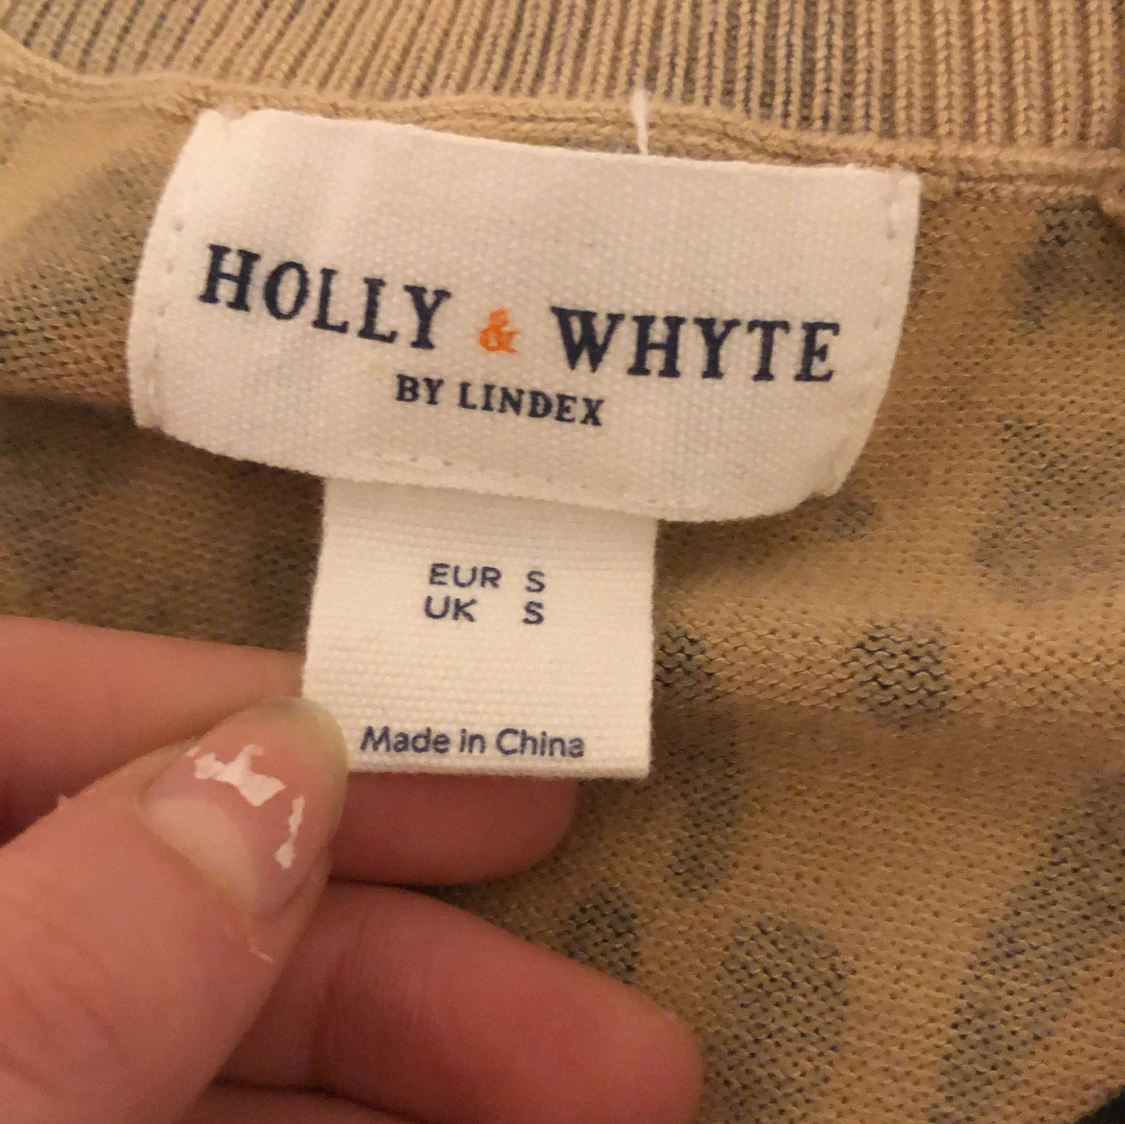 HOLLY & WHYTE
BY LINDEX
EUR S
UK S
Made in China